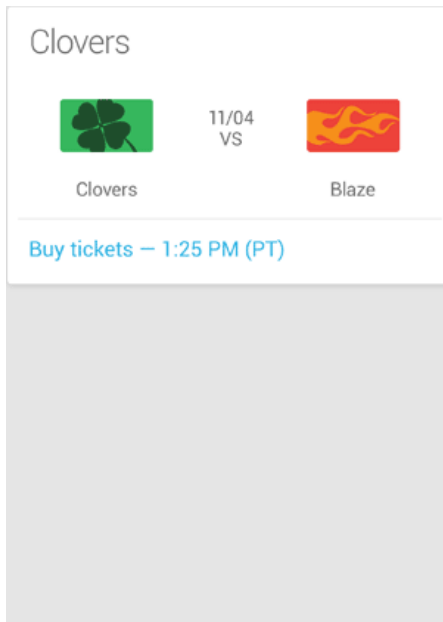 Clovers
11/04
VS
Clovers
Blaze
Buy tickets — 1:25 PM (PT)